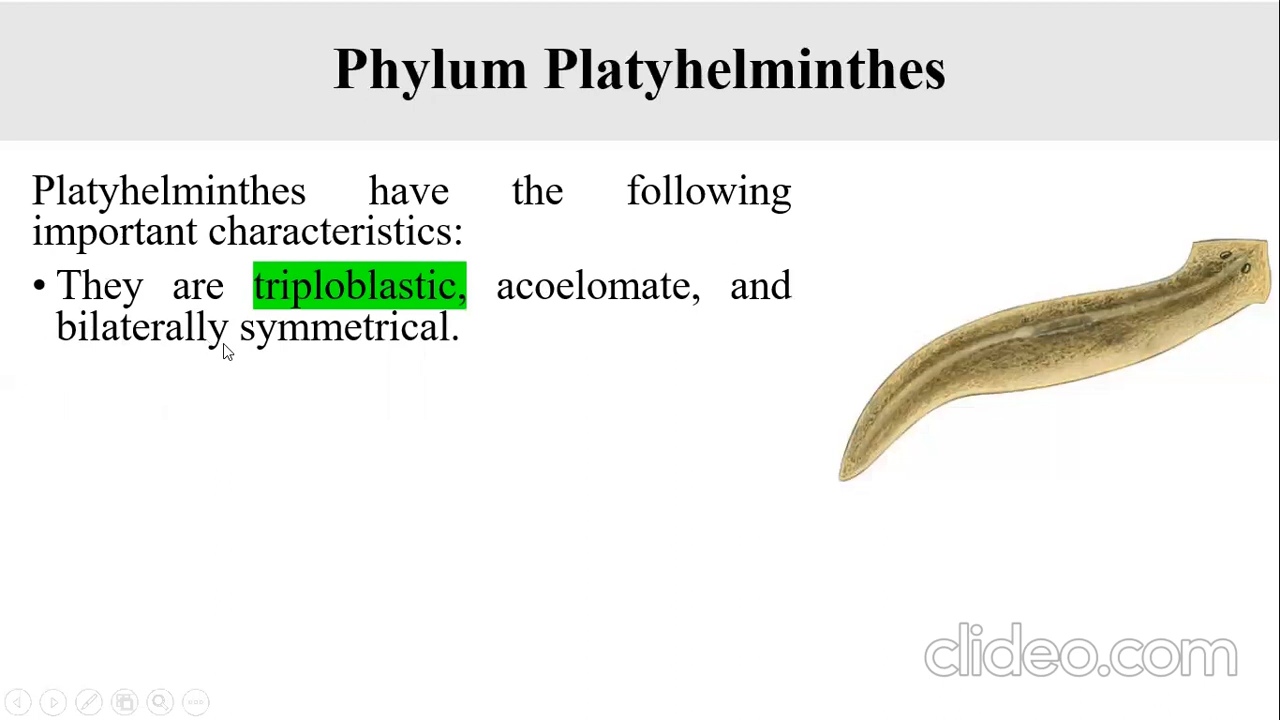 Phylum Platyhelminthes
Platyhelminthes have the following
important characteristics:
• They are triploblastic, acoelomate, and
bilaterally symmetrical.
clideo.com